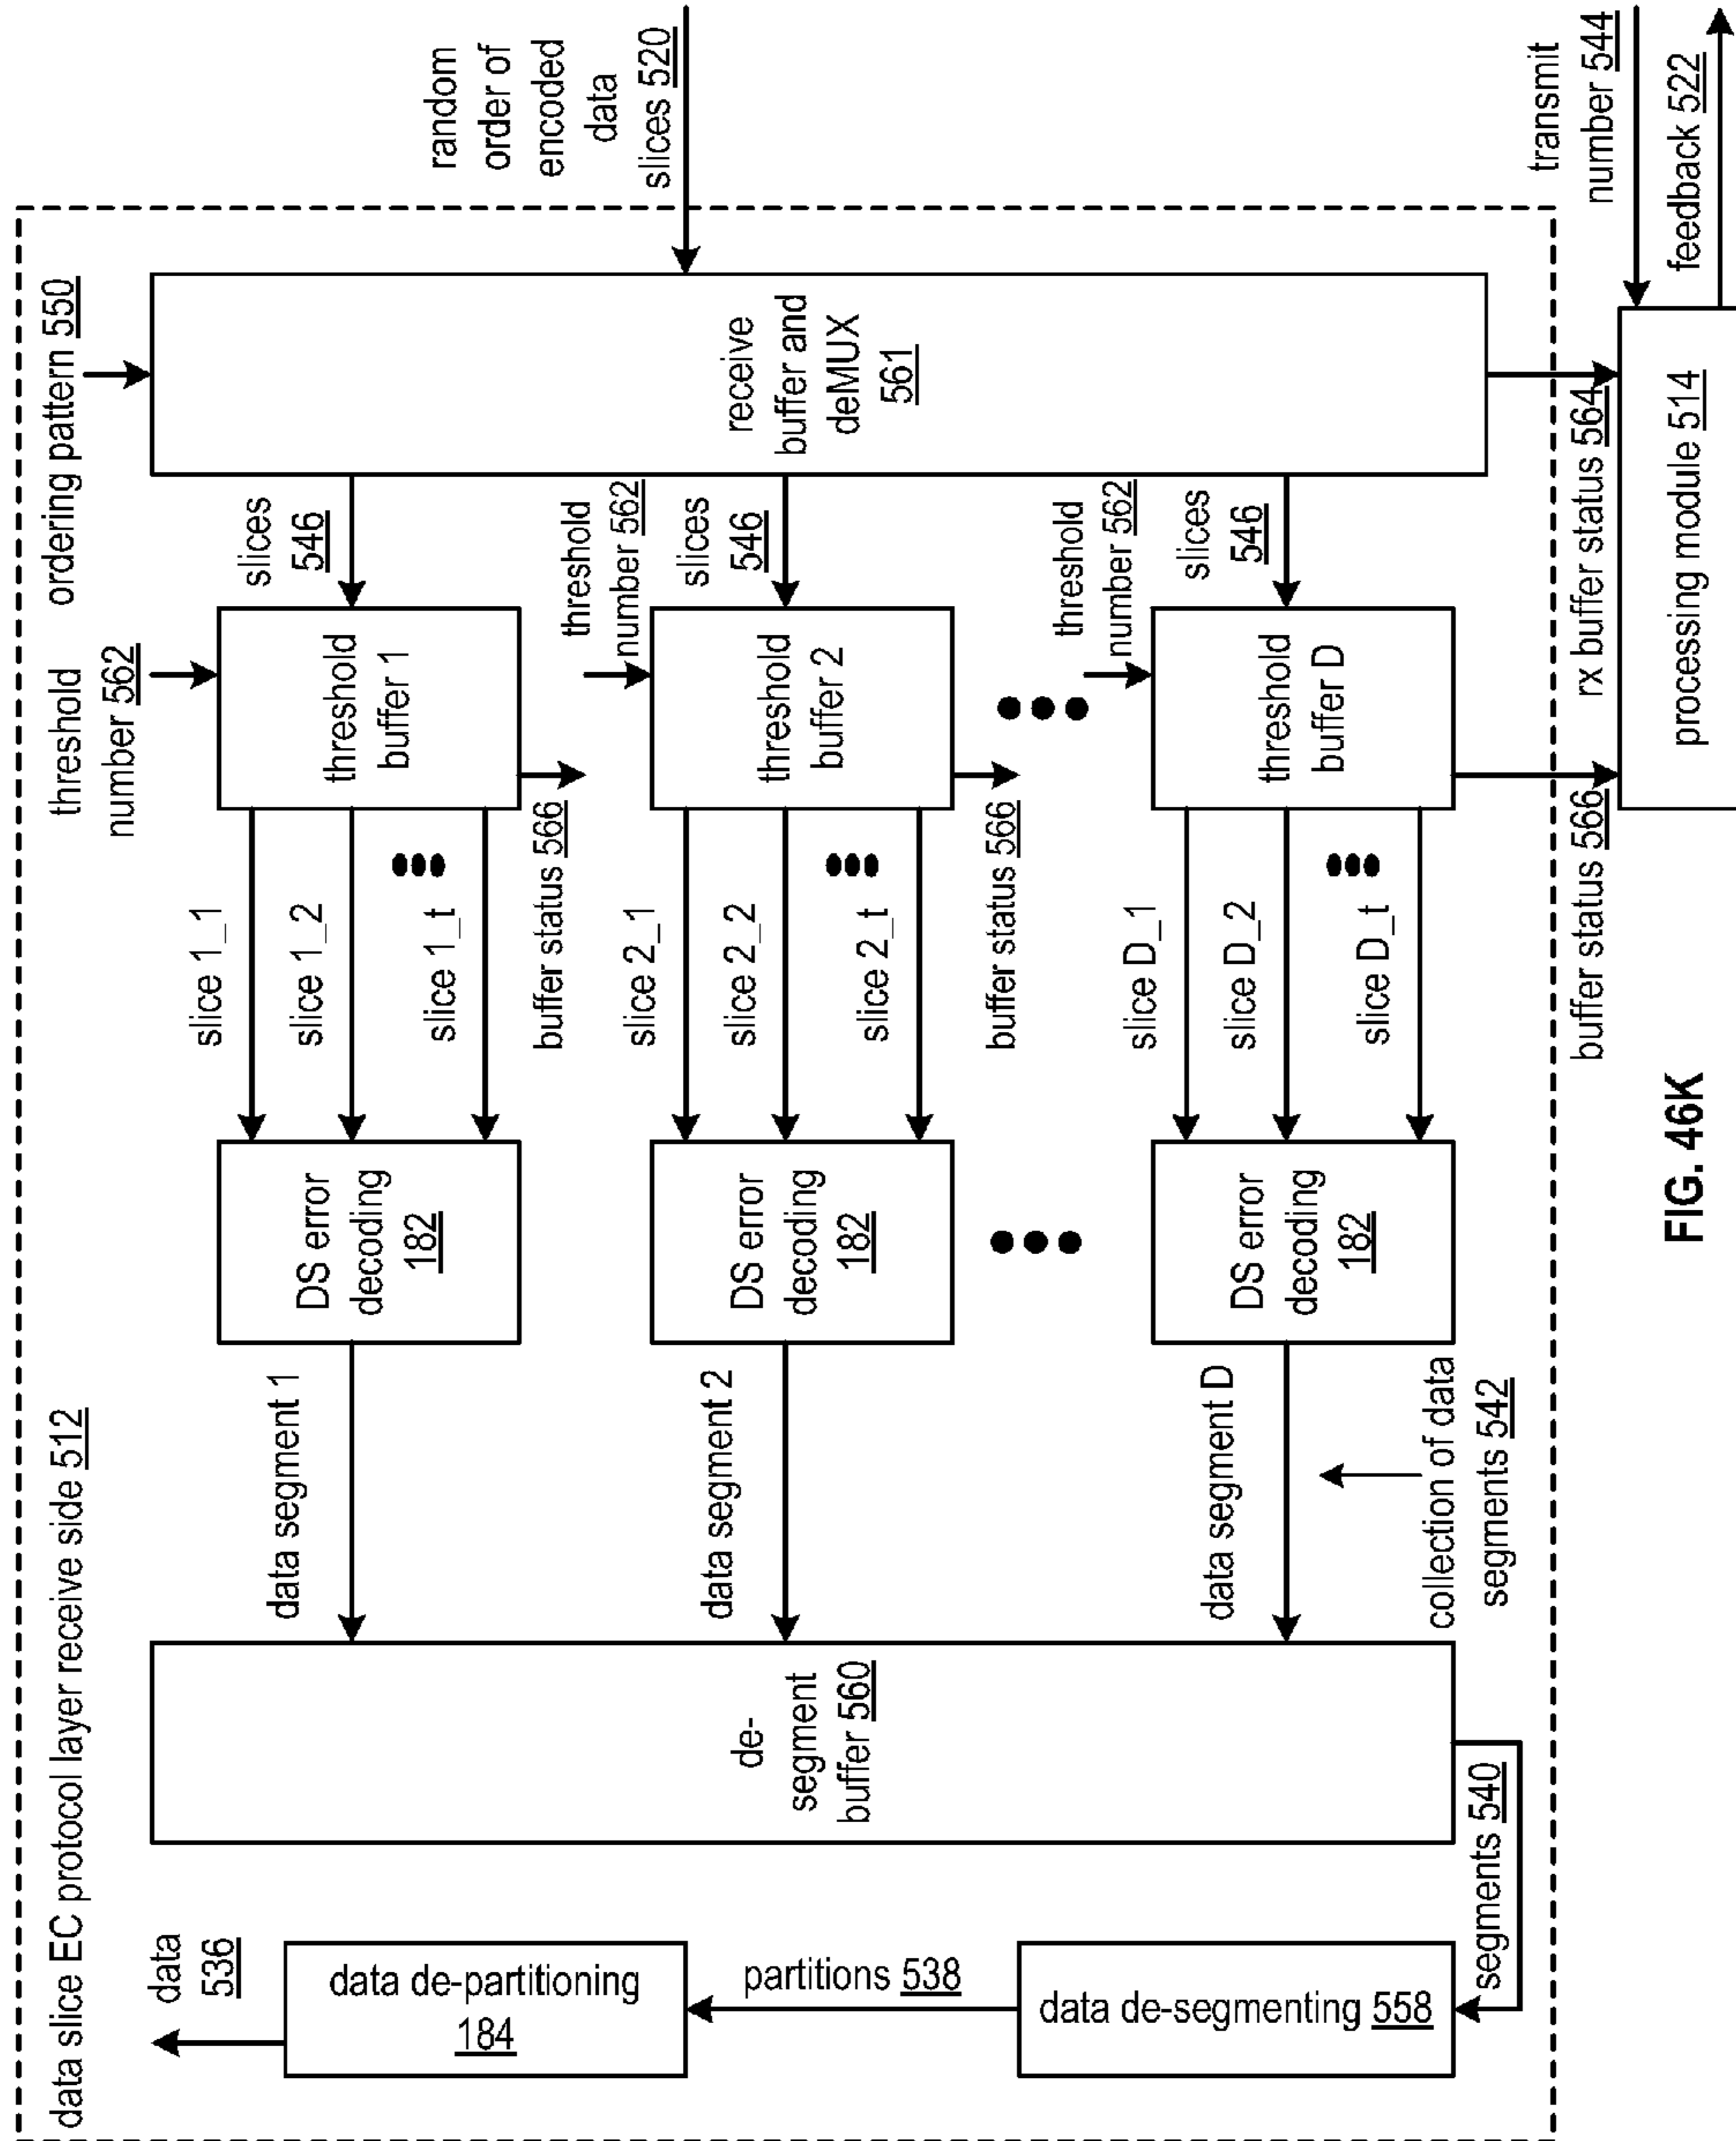 data slice EC protocol layer receive side 512
data
536
data de-partitioning
184
partitions 538
data de-segmenting 558
segments 540
de-
segment
buffer 560
data segment 1
data segment 2
data segment D
collection of data
segments 542
DS error
decoding
182
DS error
decoding
182
DS error
decoding
182
slice 1_1
slice 1_2
slice 1_t
buffer status 566
slice 2_1
slice 2_2
slice 2_t
buffer status 566
slice D_1
slice D_2
slice D_t
buffer status 566
threshold
number 562
threshold
buffer 1
threshold
number 562
threshold
buffer 2
threshold
number 562
threshold
buffer D
ordering pattern 550
slices
546
slices
546
slices
546
receive
buffer and
deMUX
561
random
order of
encoded
data
slices 520
rx buffer status 564
processing module 514
transmit
number 544
feedback 522
FIG. 46K